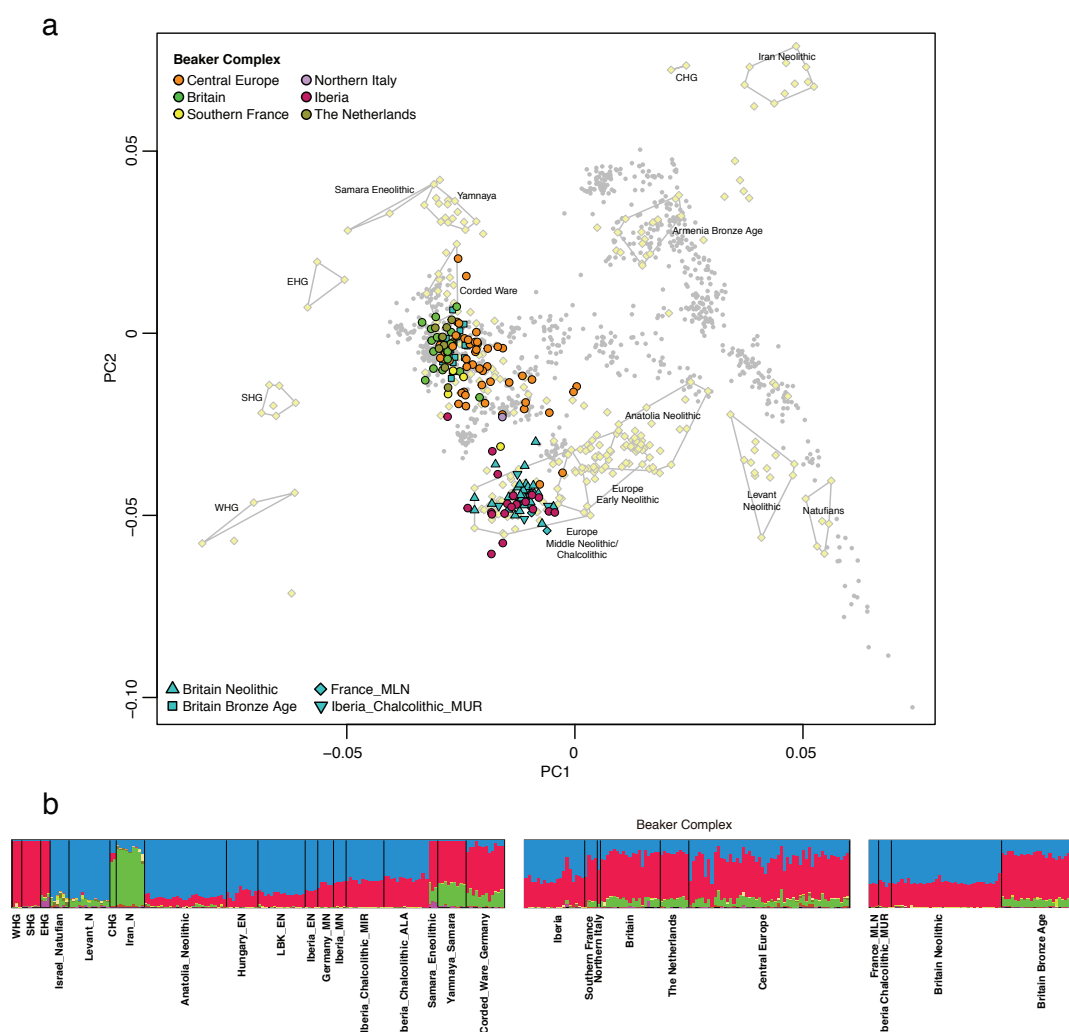 a
Beaker Complex
Central Europe
Northern Italy
Britain
Iberia
Southern France
The Netherlands
CHG
Iran Neolithic
Samara Eneolithic
Yamnaya
Armenia Bronze Age
EHG
Corded Ware
SHG
Anatolia Neolithic
WHG
Europe
Early Neolithic
Levant
Neolithic
Natufians
Europe
Middle Neolithic/
Chalcolithic
Britain Neolithic
France_MLN
Britain Bronze Age
Iberia_Chalcolithic_MUR
0.05
0
−0.05
−0.10
PC2
−0.05
0
0.05
PC1
b
Beaker Complex
WHG
SHG
EHG
Israel_Natufian
Levant_N
CHG
Iran_N
Anatolia_Neolithic
Hungary_EN
LBK_EN
Iberia_EN
Germany_MN
Iberia_MN
Iberia_Chalcolithic_MIR
beria_Chalcolithic_ALA
Samara_Eneolithic
Yamnaya_Samara
Corded_Ware_Germany
Iberia
Southern France
Northern Italy
Britain
The Netherlands
Central Europe
France_MLN
beria Chalcolithic_MUR
Britain Neolithic
Britain Bronze Age